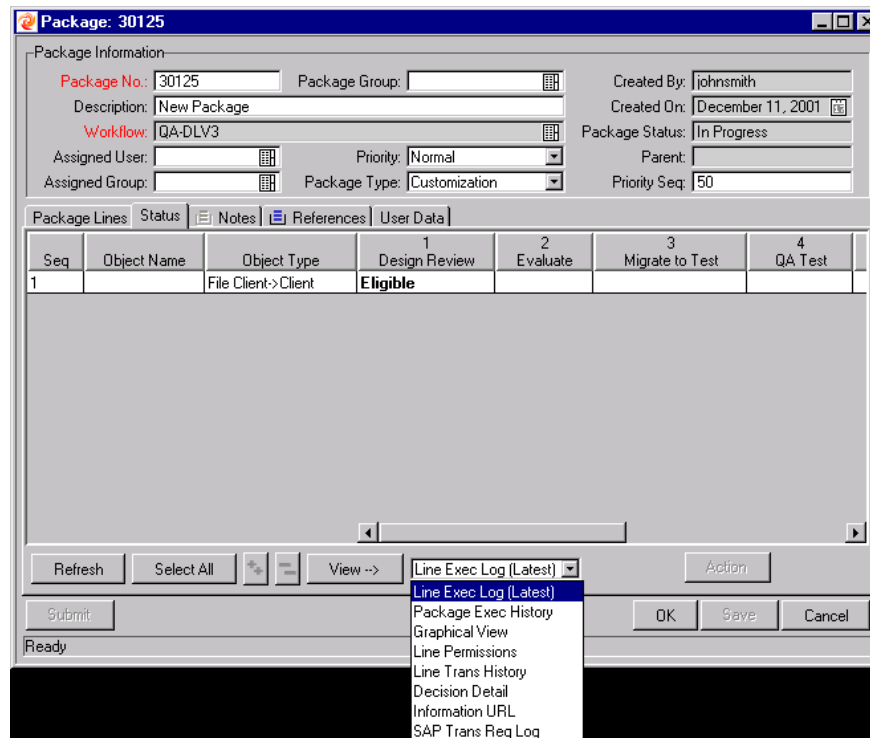 Package: 30125
Package Information
Package No.: 30125 Package Group: Created By: johnsmith
Description: New Package Created On: December 11, 2001
Workflow: QA-DLV3 Package Status: In Progress
Assigned User: Priority: Normal Parent:
Assigned Group: Package Type: Customization Priority Seq: 50
Package Lines Status Notes References User Data
1 2 3 4
Seq Object Name Object Type Design Review Evaluate Migrate to Test QA Test
1 File Client->Client Eligible
Refresh Select All View --> Line Exec Log (Latest) Action
Line Exec Log (Latest)
Submit Package Exec History OK Save Cancel
Graphical View
Ready
Line Permissions
Line Trans History
Decision Detail
Information URL
SAP Trans Req Log